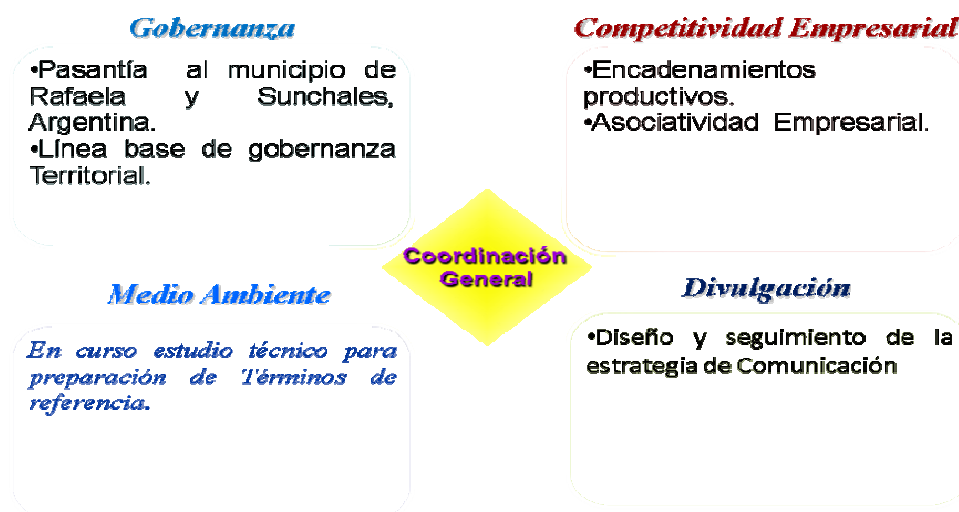 Gobernanza
•Pasantía al municipio de
Rafaela y Sunchales,
Argentina.
•Línea base de gobernanza
Territorial.
Competitividad Empresarial
•Encadenamientos
productivos.
•Asociatividad Empresarial.
Coordinación
General
Medio Ambiente
En curso estudio técnico para
preparación de Términos de
referencia.
Divulgación
•Diseño y seguimiento de la
estrategia de Comunicación